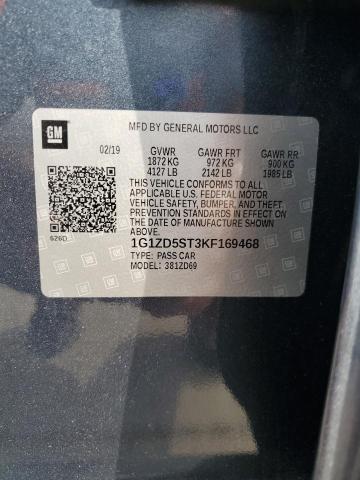 GM
MFD BY GENERAL MOTORS LLC
02/19 GVWR GAWR FRT GAWR RR
1872 KG 972 KG 900 KG
4127 LB 2142 LB 1985 LB
THIS VEHICLE CONFORMS TO ALL APPLICABLE
U.S. FEDERAL MOTOR VEHICLE
SAFETY, BUMPER, AND THEFT
PREVENTION STANDARDS IN EFFECT ON THE
DATE OF MANUFACTURE SHOWN ABOVE.
626D
1G1ZD5ST3KF169468
TYPE: PASS CAR
MODEL: 381ZD69